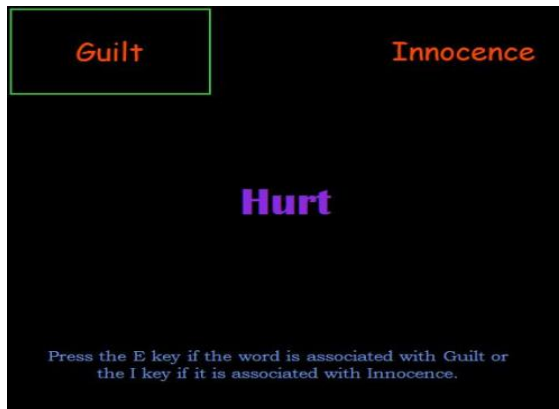 Guilt
Innocence
Hurt
Press the E key if the word is associated with Guilt or
the I key if it is associated with Innocence.